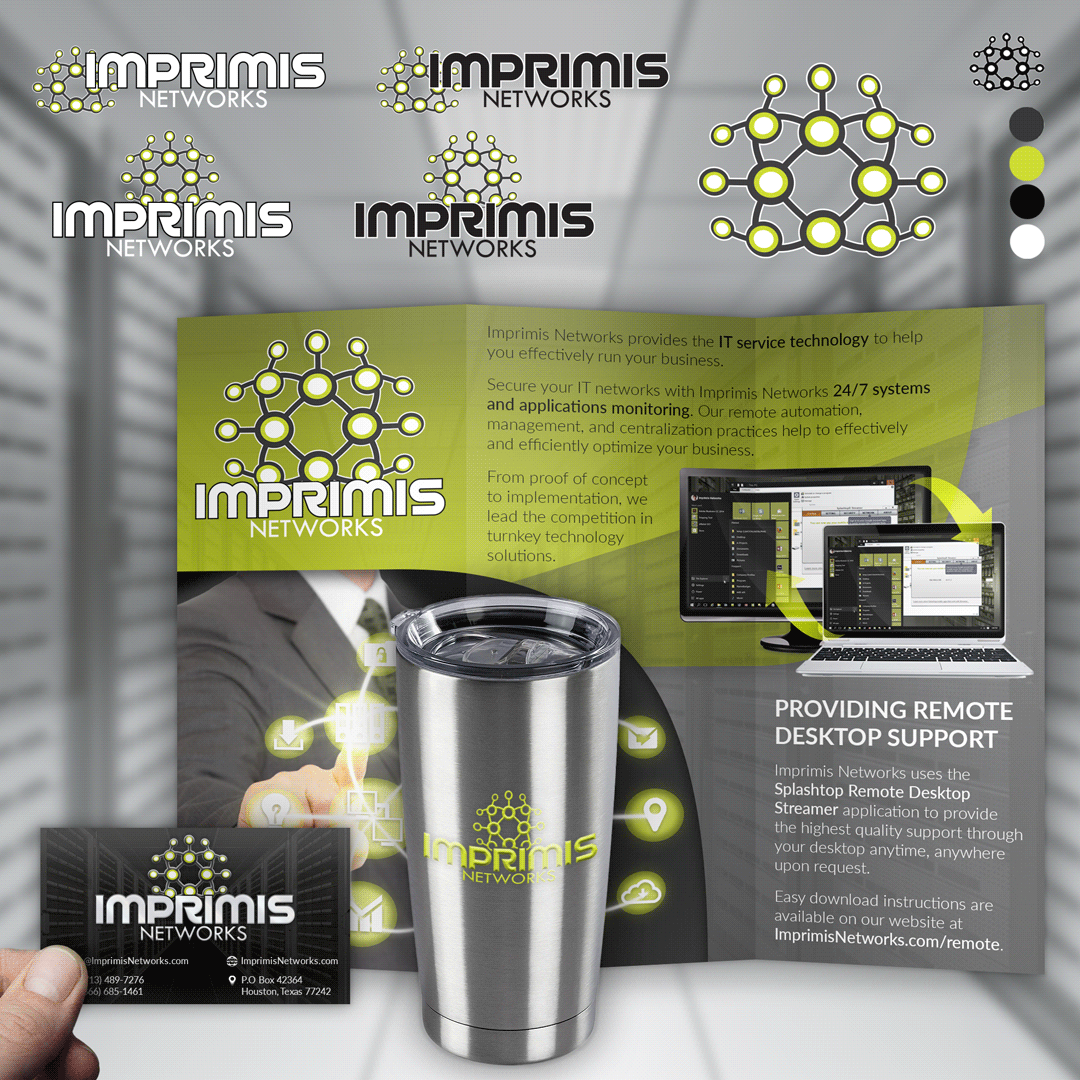 IMPRIMIS
NETWORKS
IMPRIMIS
NETWORKS
IMPRIMIS
NETWORKS
IMPRIMIS
NETWORKS
IMPRIMIS
NETWORKS
Imprimis Networks provides the IT service technology to help
you effectively run your business.
Secure your IT networks with Imprimis Networks 24/7 systems
and applications monitoring. Our remote automation,
management, and centralization practices help to effectively
and efficiently optimize your business.
From proof of concept
to implementation, we
lead the competition in
turnkey technology
solutions.
PROVIDING REMOTE
DESKTOP SUPPORT
Imprimis Networks uses the
Splashtop Remote Desktop
Streamer application to provide
the highest quality support through
your desktop anytime, anywhere
upon request.
Easy download instructions are
available on our website at
ImprimisNetworks.com/remote.
IMPRIMIS
NETWORKS
IMPRIMIS
NETWORKS
@ImprimisNetworks.com
ImprimisNetworks.com
13) 489-7276
66) 685-1461
P.O Box 42364
Houston, Texas 77242